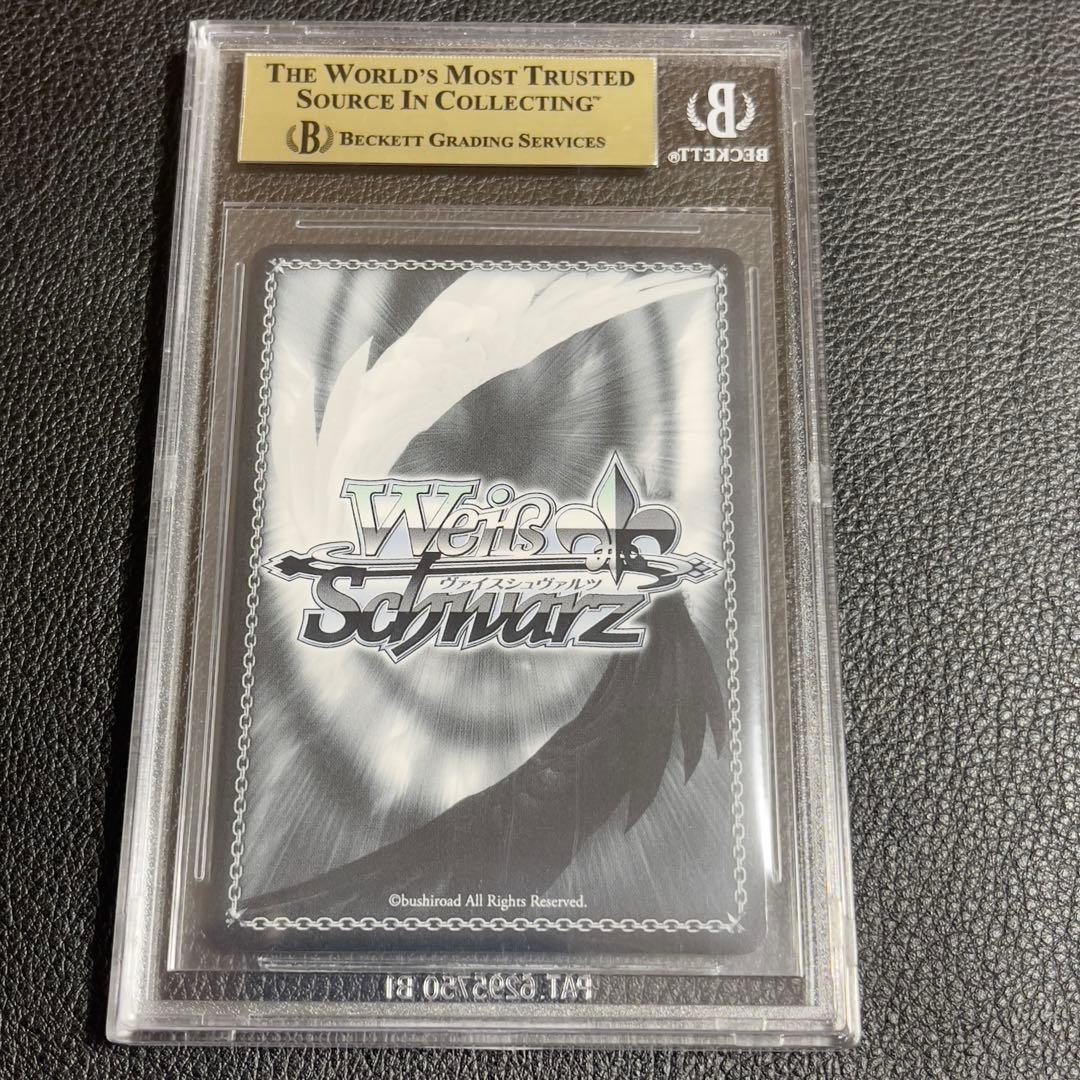 THE WORLD'S MOST TRUSTED
SOURCE IN COLLECTING™
B BECKETT GRADING SERVICES
B
BECKETT®
Weiß
ヴァイスシュヴァルツ
Schwarz
©bushiroad All Rights Reserved.
PAT. 6295750 B1